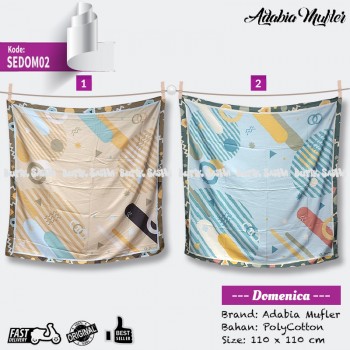 Kode:
SEDOM02
Adabia Mufler
1
2
--- Domenica ---
Brand: Adabia Mufler
Bahan: PolyCotton
Size: 110 x 110 cm
FAST
DELIVERY
ORIGINAL
BEST SELLER